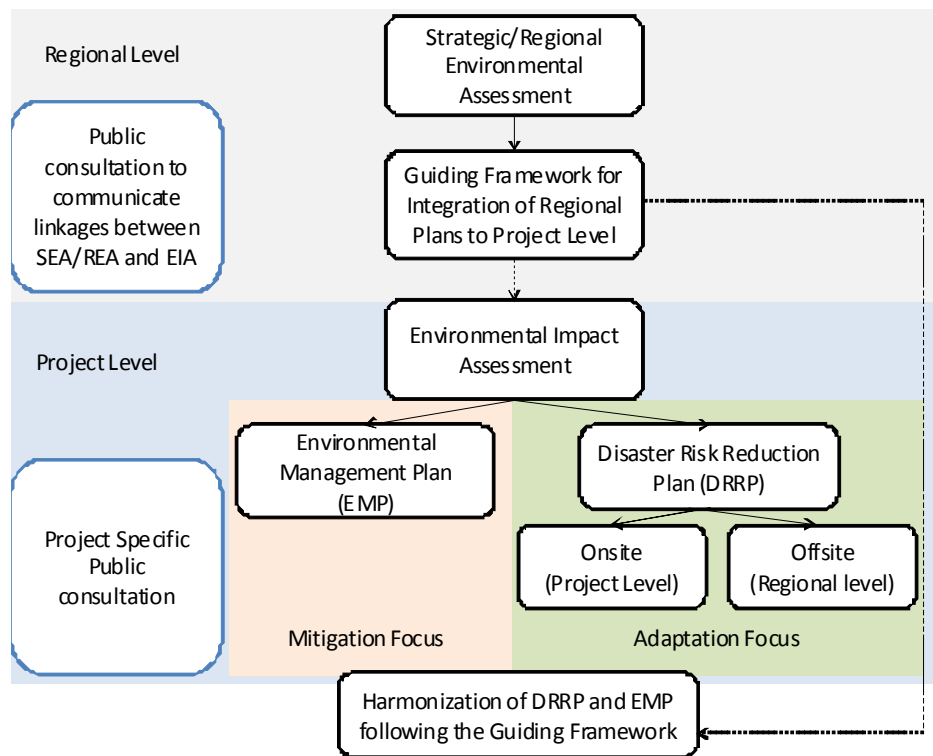 Regional Level
Strategic/Regional
Environmental
Assessment
Public
consultation to
communicate
linkages between
SEA/REA and EIA
Guiding Framework for
Integration of Regional
Plans to Project Level
Project Level
Environmental Impact
Assessment
Environmental
Management Plan
(EMP)
Disaster Risk Reduction
Plan (DRRP)
Project Specific
Public
consultation
Onsite
(Project Level)
Offsite
(Regional level)
Mitigation Focus
Adaptation Focus
Harmonization of DRRP and EMP
following the Guiding Framework